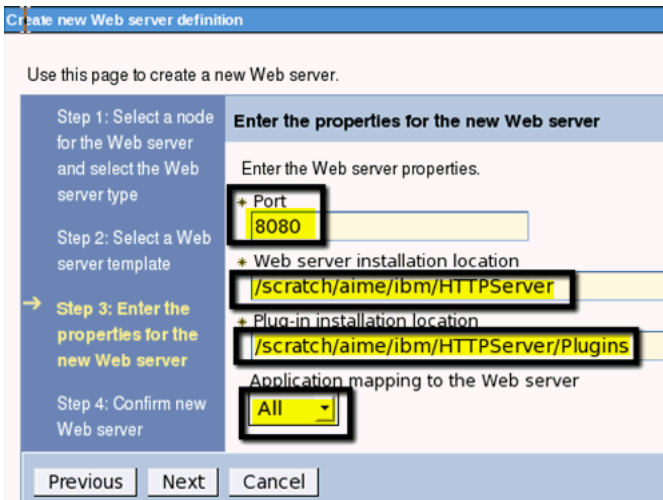 Create new Web server definition
Use this page to create a new Web server.
Step 1: Select a node
for the Web server
and select the Web
server type
Step 2: Select a Web
server template
→ Step 3: Enter the
properties for the
new Web server
Step 4: Confirm new
Web server
Enter the properties for the new Web server
Enter the Web server properties.
* Port
8080
* Web server installation location
/scratch/aime/ibm/HTTPServer
* Plug-in installation location
/scratch/aime/ibm/HTTPServer/Plugins
Application mapping to the Web server
All
Previous Next Cancel